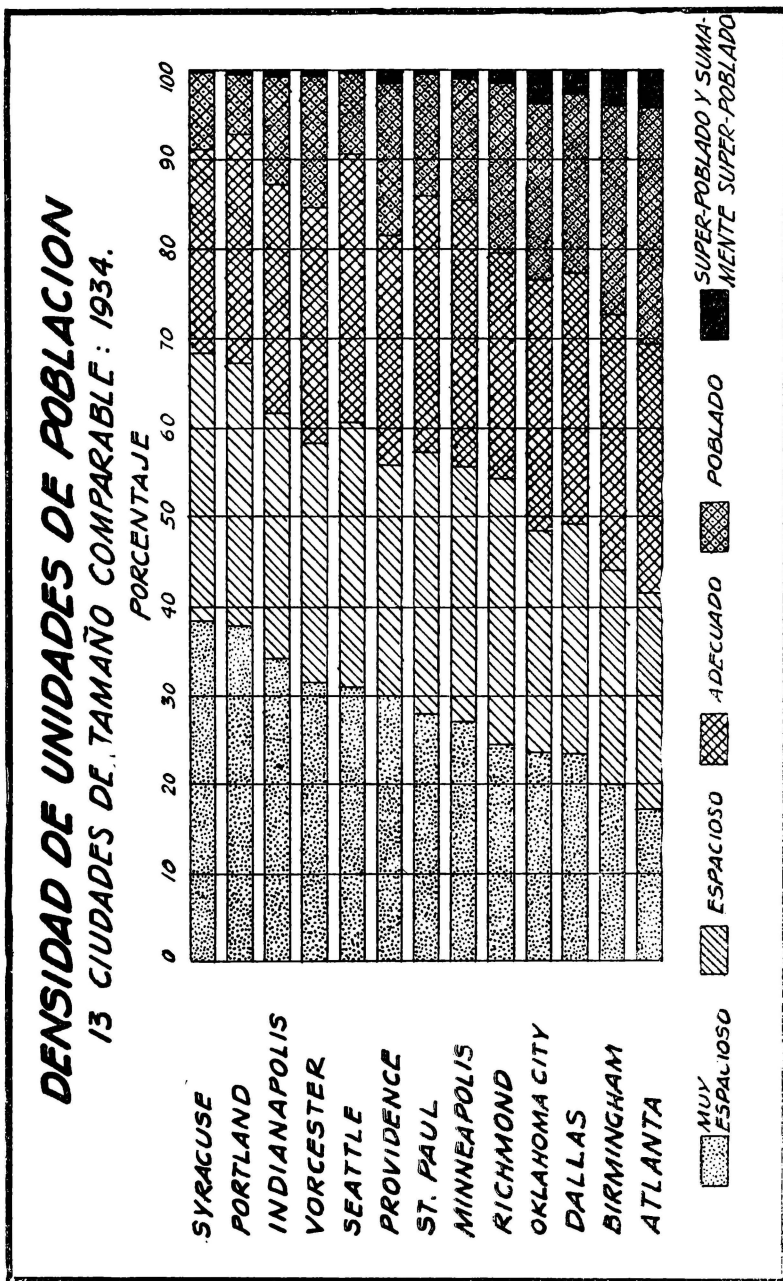 DENSIDAD DE UNIDADES DE POBLACION
13 CIUDADES DE TAMAÑO COMPARABLE: 1934.
PORCENTAJE
0 10 20 30 40 50 60 70 80 90 100
SYRACUSE
PORTLAND
INDIANAPOLIS
VORCESTER
SEATTLE
PROVIDENCE
ST. PAUL
MINNEAPOLIS
RICHMOND
OKLAHOMA CITY
DALLAS
BIRMINGHAM
ATLANTA
MUY
ESPACIOSO
ESPACIOSO
ADECUADO
POBLADO
SUPER-POBLADO Y SUMA-
MENTE SUPER-POBLADO